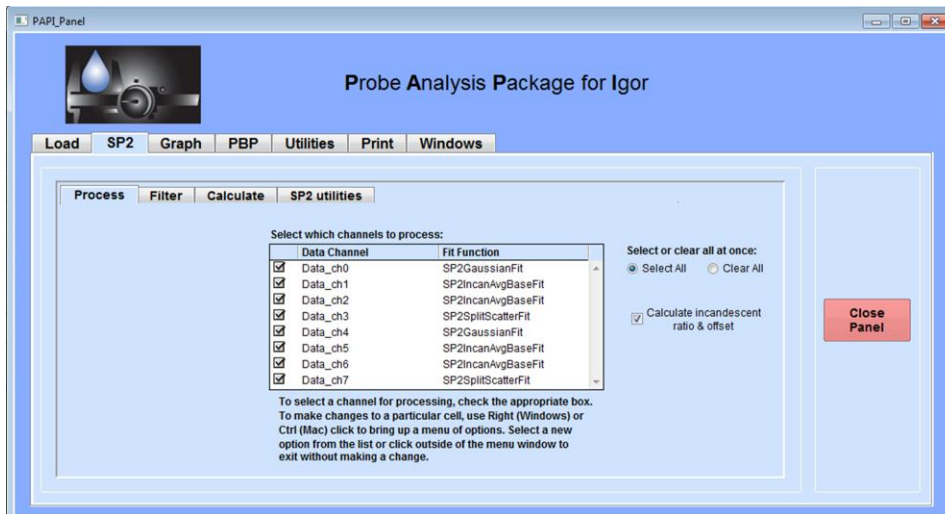 PAPI_Panel
Probe Analysis Package for Igor
Load SP2 Graph PBP Utilities Print Windows
Process Filter Calculate SP2 utilities
Select which channels to process:
Data Channel Fit Function
Data_ch0 SP2GaussianFit
Data_ch1 SP2IncanAvgBaseFit
Data_ch2 SP2IncanAvgBaseFit
Data_ch3 SP2SplitScatterFit
Data_ch4 SP2GaussianFit
Data_ch5 SP2IncanAvgBaseFit
Data_ch6 SP2IncanAvgBaseFit
Data_ch7 SP2SplitScatterFit
To select a channel for processing, check the appropriate box.
To make changes to a particular cell, use Right (Windows) or
Ctrl (Mac) click to bring up a menu of options. Select a new
option from the list or click outside of the menu window to
exit without making a change.
Select or clear all at once:
Select All Clear All
Calculate incandescent
ratio & offset
Close
Panel